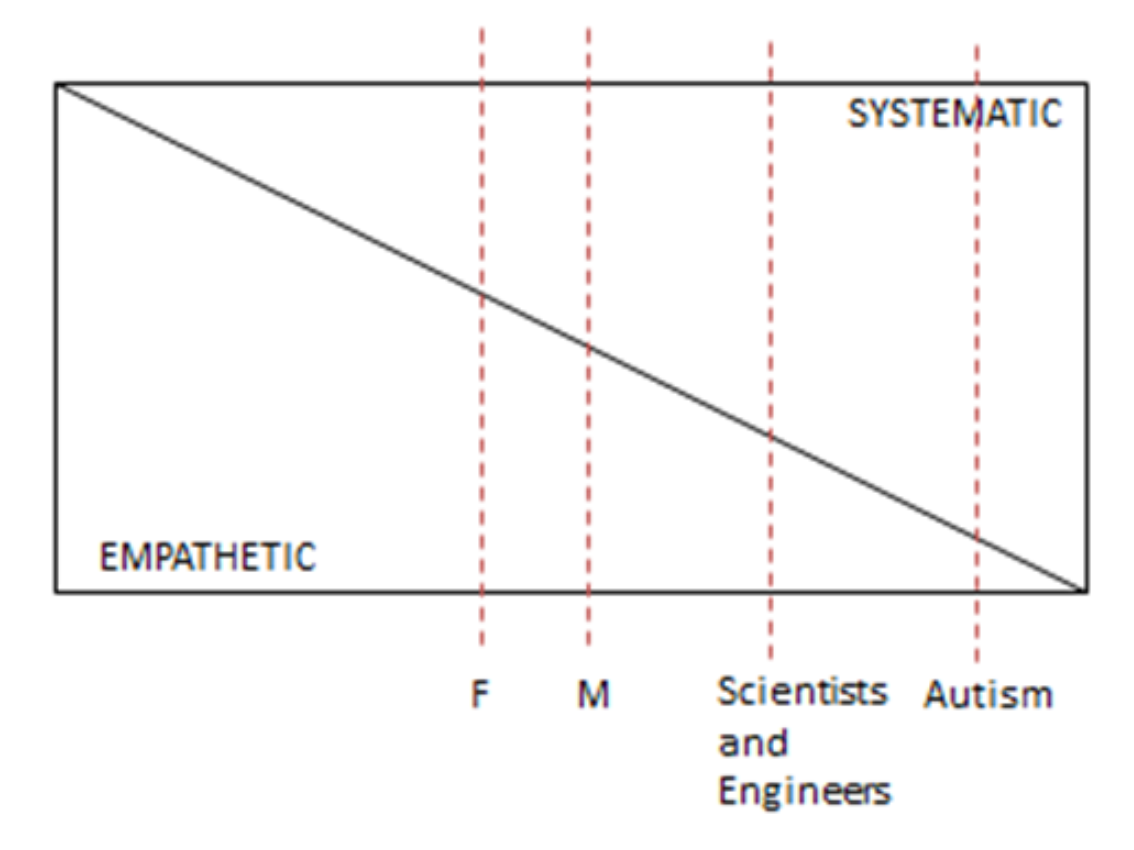 SYSTEMATIC
EMPATHETIC
F
M
Scientists
and
Engineers
Autism